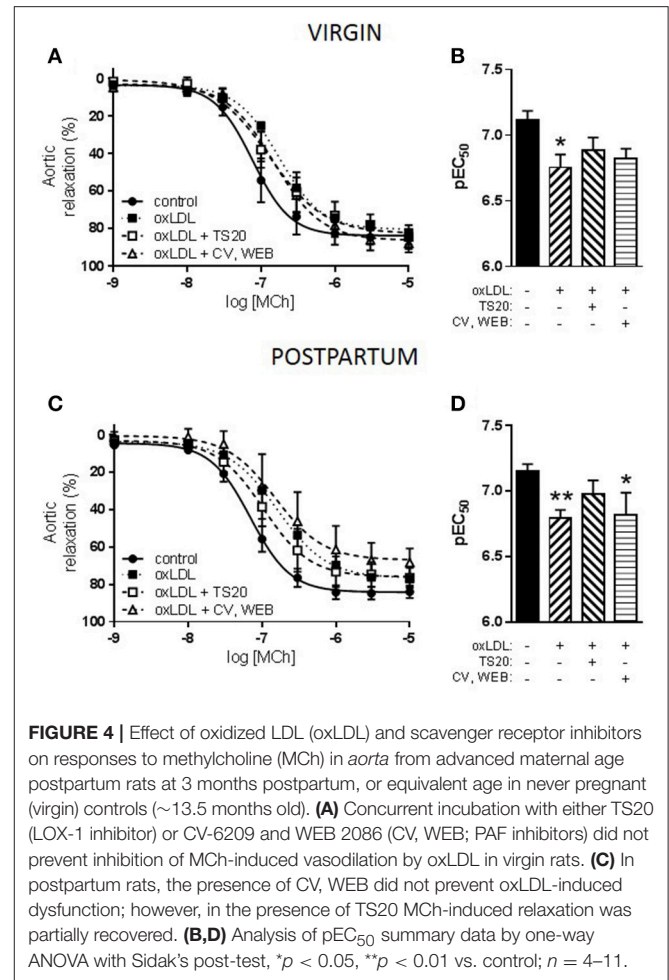 VIRGIN
A
B
0
20
40
60
80
100
Aortic
relaxation (%)
control
oxLDL
oxLDL + TS20
oxLDL + CV, WEB
-9
-8
-7
-6
-5
log [MCh]
7.5
7.0
6.5
6.0
pEC50
*
oxLDL: - + + +
TS20: - - + -
CV, WEB: - - - +
POSTPARTUM
C
D
0
20
40
60
80
100
Aortic
relaxation (%)
control
oxLDL
oxLDL + TS20
oxLDL + CV, WEB
-9
-8
-7
-6
-5
log [MCh]
7.5
7.0
6.5
6.0
pEC50
**
*
oxLDL: - + + +
TS20: - - + -
CV, WEB: - - - +
FIGURE 4 | Effect of oxidized LDL (oxLDL) and scavenger receptor inhibitors
on responses to methylcholine (MCh) in aorta from advanced maternal age
postpartum rats at 3 months postpartum, or equivalent age in never pregnant
(virgin) controls (~13.5 months old). (A) Concurrent incubation with either TS20
(LOX-1 inhibitor) or CV-6209 and WEB 2086 (CV, WEB; PAF inhibitors) did not
prevent inhibition of MCh-induced vasodilation by oxLDL in virgin rats. (C) In
postpartum rats, the presence of CV, WEB did not prevent oxLDL-induced
dysfunction; however, in the presence of TS20 MCh-induced relaxation was
partially recovered. (B,D) Analysis of pEC50 summary data by one-way
ANOVA with Sidak's post-test, *p < 0.05, **p < 0.01 vs. control; n = 4–11.